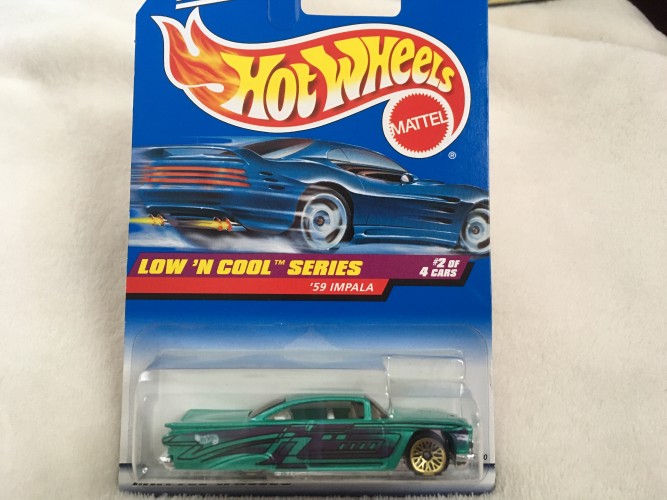 HOT WHEELS
MATTEL
®
LOW 'N COOL™ SERIES
#2 OF
4 CARS
'59 IMPALA